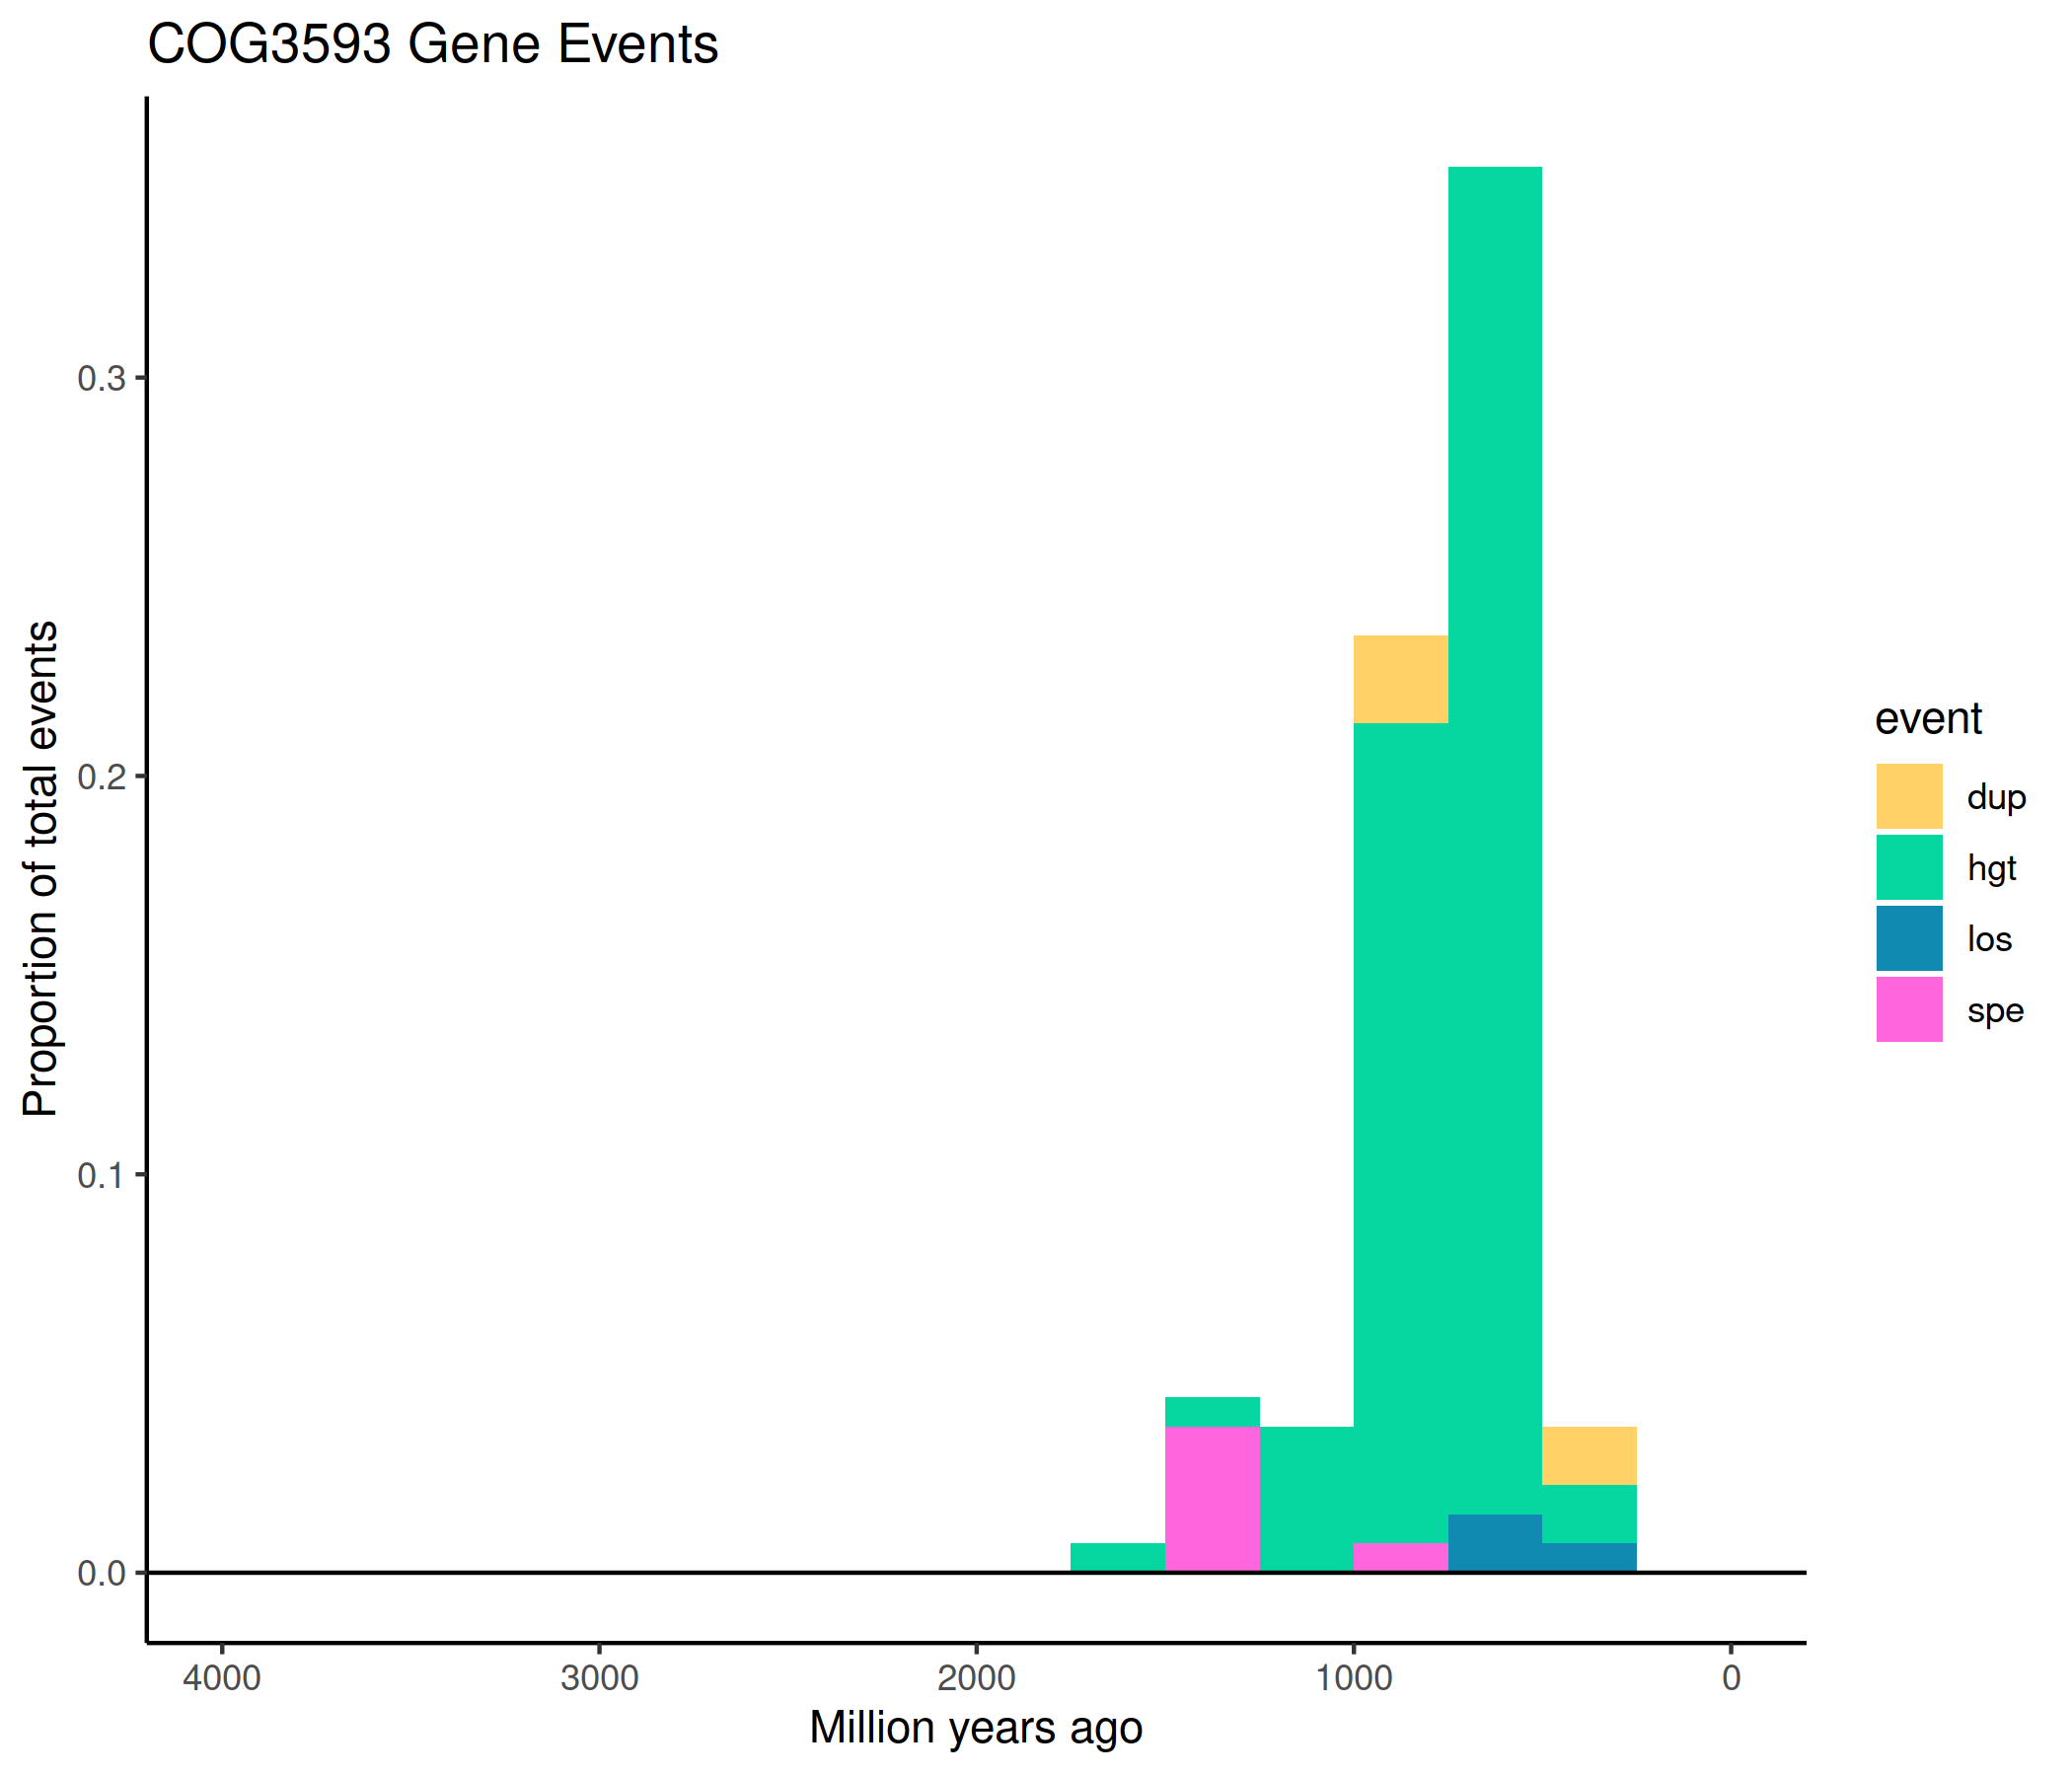 COG3593 Gene Events
Proportion of total events
0.3
0.2
0.1
0.0
4000
3000
2000
1000
0
Million years ago
event
dup
hgt
los
spe